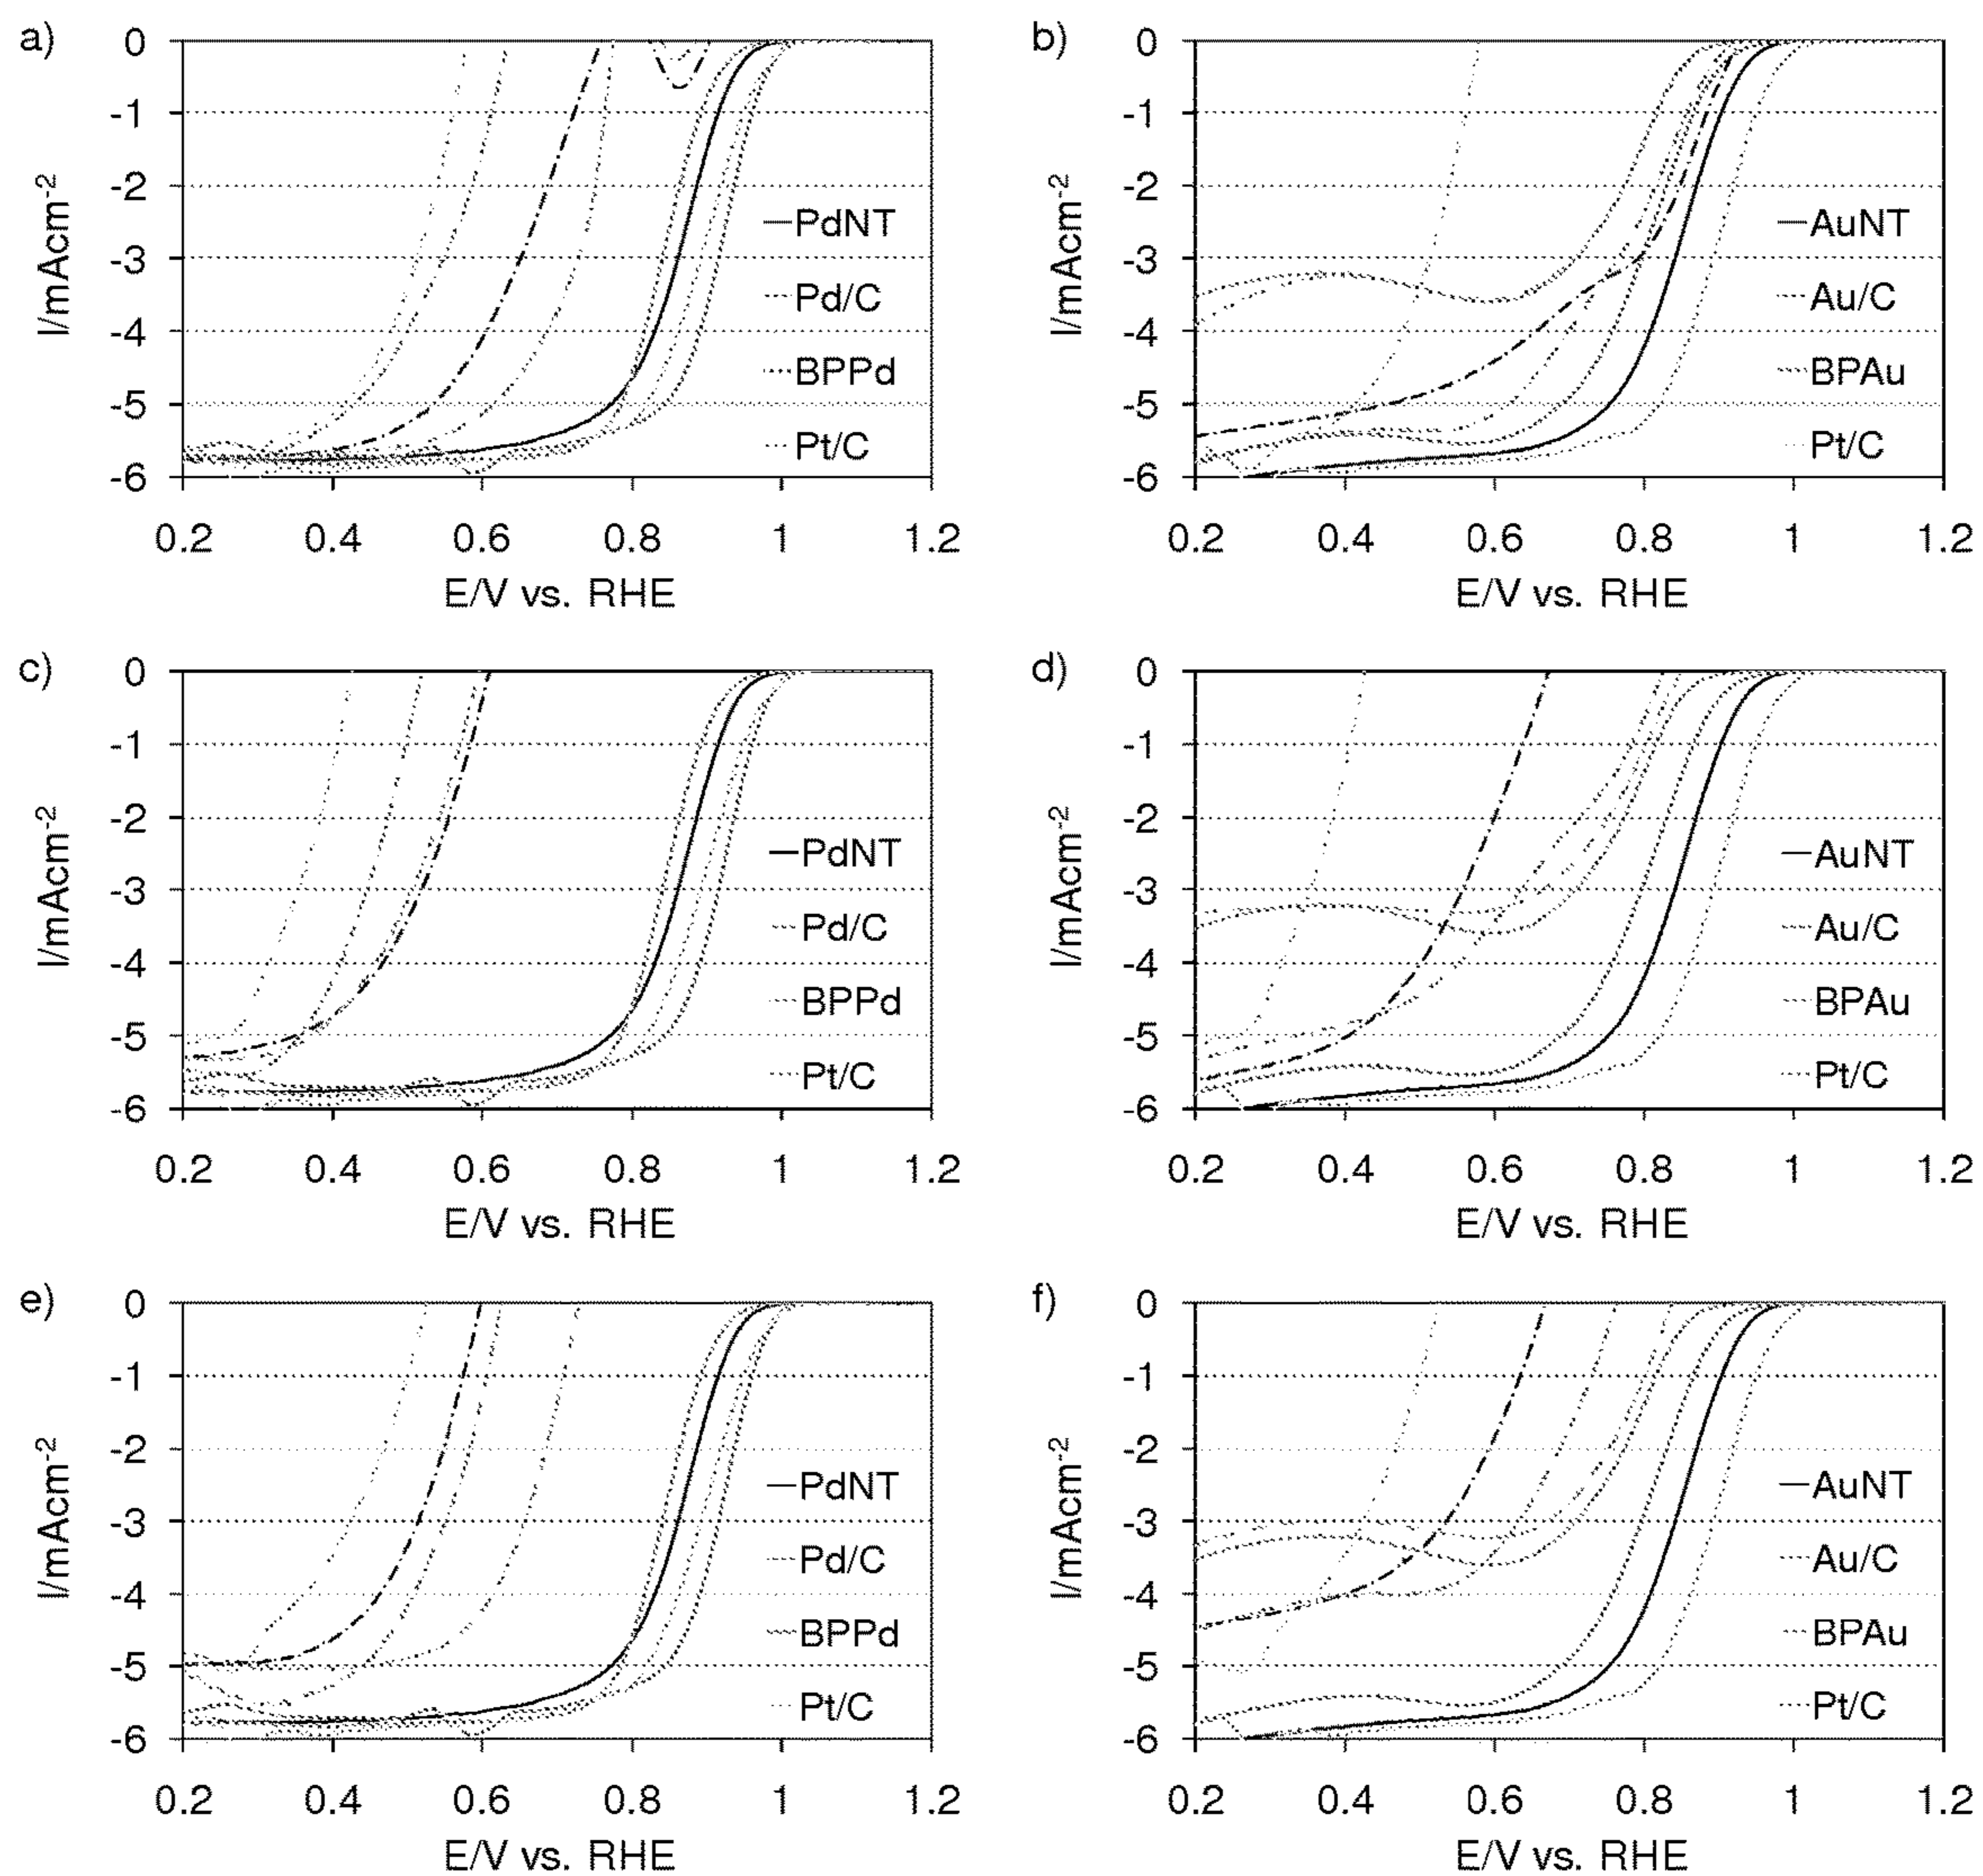 a)
0
-1
-2
-3
-4
-5
-6
I/mAcm-2
PdNT
Pd/C
BPPd
Pt/C
0.2 0.4 0.6 0.8 1 1.2
E/V vs. RHE
b)
0
-1
-2
-3
-4
-5
-6
I/mAcm-2
AuNT
Au/C
BPAu
Pt/C
0.2 0.4 0.6 0.8 1 1.2
E/V vs. RHE
c)
0
-1
-2
-3
-4
-5
-6
I/mAcm-2
PdNT
Pd/C
BPPd
Pt/C
0.2 0.4 0.6 0.8 1 1.2
E/V vs. RHE
d)
0
-1
-2
-3
-4
-5
-6
I/mAcm-2
AuNT
Au/C
BPAu
Pt/C
0.2 0.4 0.6 0.8 1 1.2
E/V vs. RHE
e)
0
-1
-2
-3
-4
-5
-6
I/mAcm-2
PdNT
Pd/C
BPPd
Pt/C
0.2 0.4 0.6 0.8 1 1.2
E/V vs. RHE
f)
0
-1
-2
-3
-4
-5
-6
I/mAcm-2
AuNT
Au/C
BPAu
Pt/C
0.2 0.4 0.6 0.8 1 1.2
E/V vs. RHE